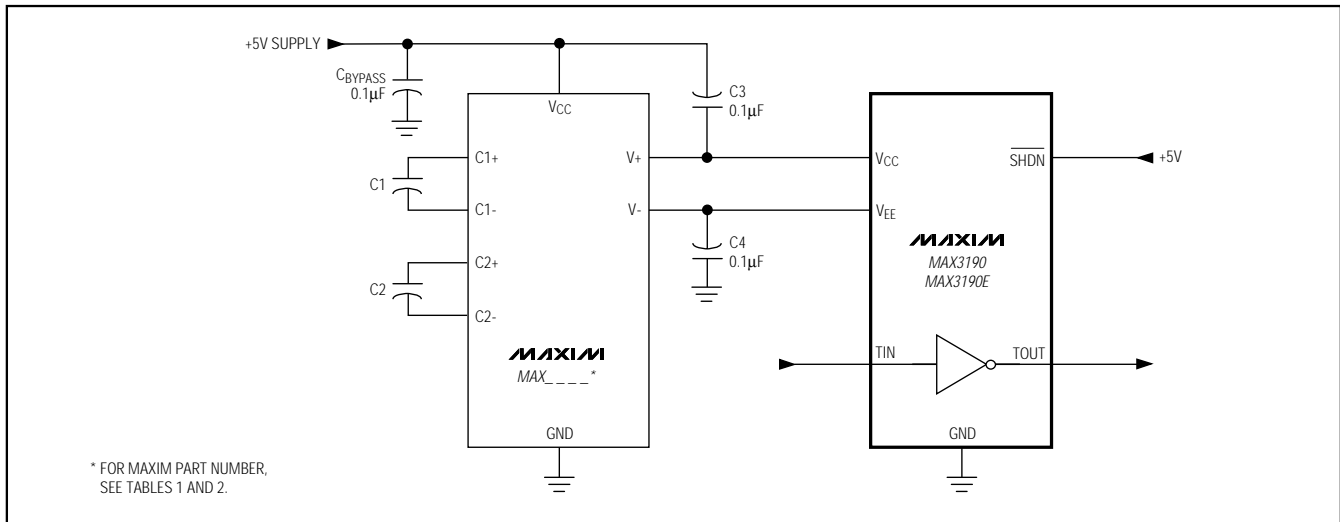 +5V SUPPLY
CBYPASS
0.1µF
VCC
C3
0.1µF
C1+
C1
C1-
C2+
C2
C2-
V+
V-
C4
0.1µF
MAXIM
MAX_ _ _ _*
GND
VCC
SHDN
+5V
VEE
MAXIM
MAX3190
MAX3190E
TIN
TOUT
GND
* FOR MAXIM PART NUMBER,
SEE TABLES 1 AND 2.